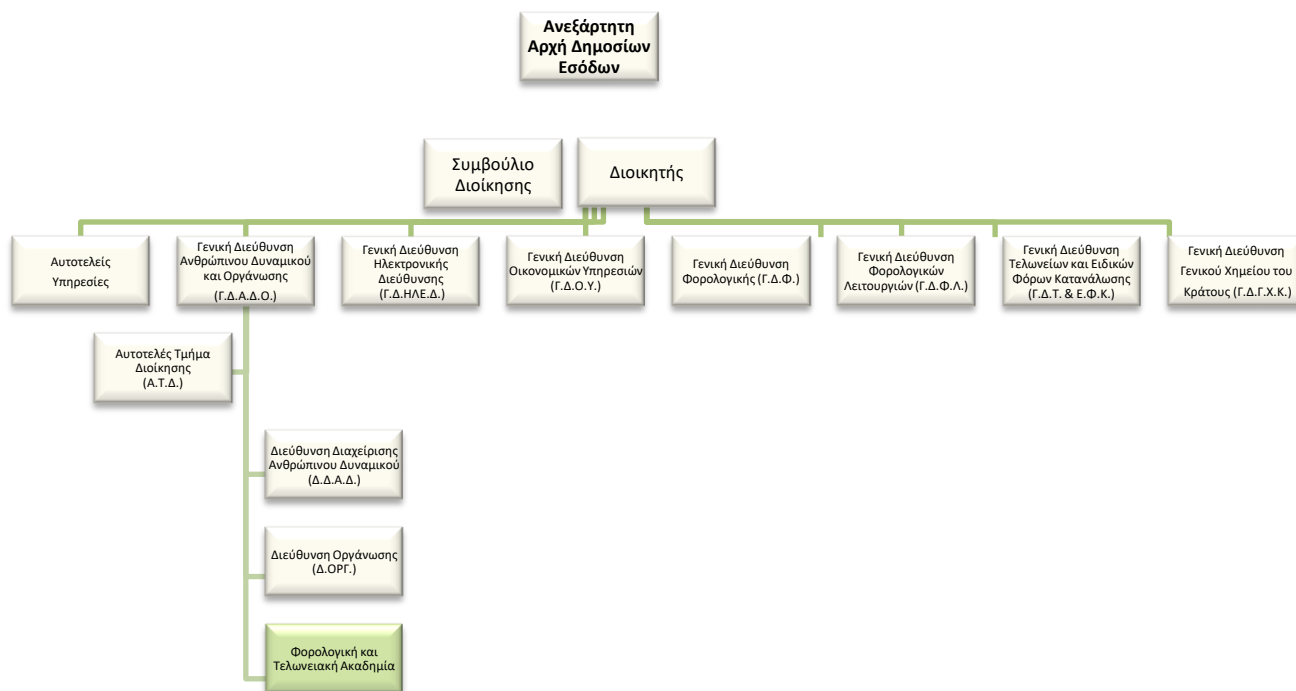 Ανεξάρτητη
Αρχή Δημοσίων
Εσόδων
Συμβούλιο
Διοίκησης
Διοικητής
Αυτοτελείς
Υπηρεσίες
Γενική Διεύθυνση
Ανθρώπινου Δυναμικού
και Οργάνωσης
(Γ.Δ.Α.Δ.Ο.)
Γενική Διεύθυνση
Ηλεκτρονικής
Διεύθυνσης
(Γ.Δ.ΗΛΕ.Δ.)
Γενική Διεύθυνση
Οικονομικών Υπηρεσιών
(Γ.Δ.Ο.Υ.)
Γενική Διεύθυνση
Φορολογικής (Γ.Δ.Φ.)
Γενική Διεύθυνση
Φορολογικών
Λειτουργιών (Γ.Δ.Φ.Λ.)
Γενική Διεύθυνση
Τελωνείων και Ειδικών
Φόρων Κατανάλωσης
(Γ.Δ.Τ. & Ε.Φ.Κ.)
Γενική Διεύθυνση
Γενικού Χημείου του
Κράτους (Γ.Δ.Γ.Χ.Κ.)
Αυτοτελές Τμήμα
Διοίκησης
(Α.Τ.Δ.)
Διεύθυνση Διαχείρισης
Ανθρώπινου Δυναμικού
(Δ.Δ.Α.Δ.)
Διεύθυνση Οργάνωσης
(Δ.ΟΡΓ.)
Φορολογική και
Τελωνειακή Ακαδημία